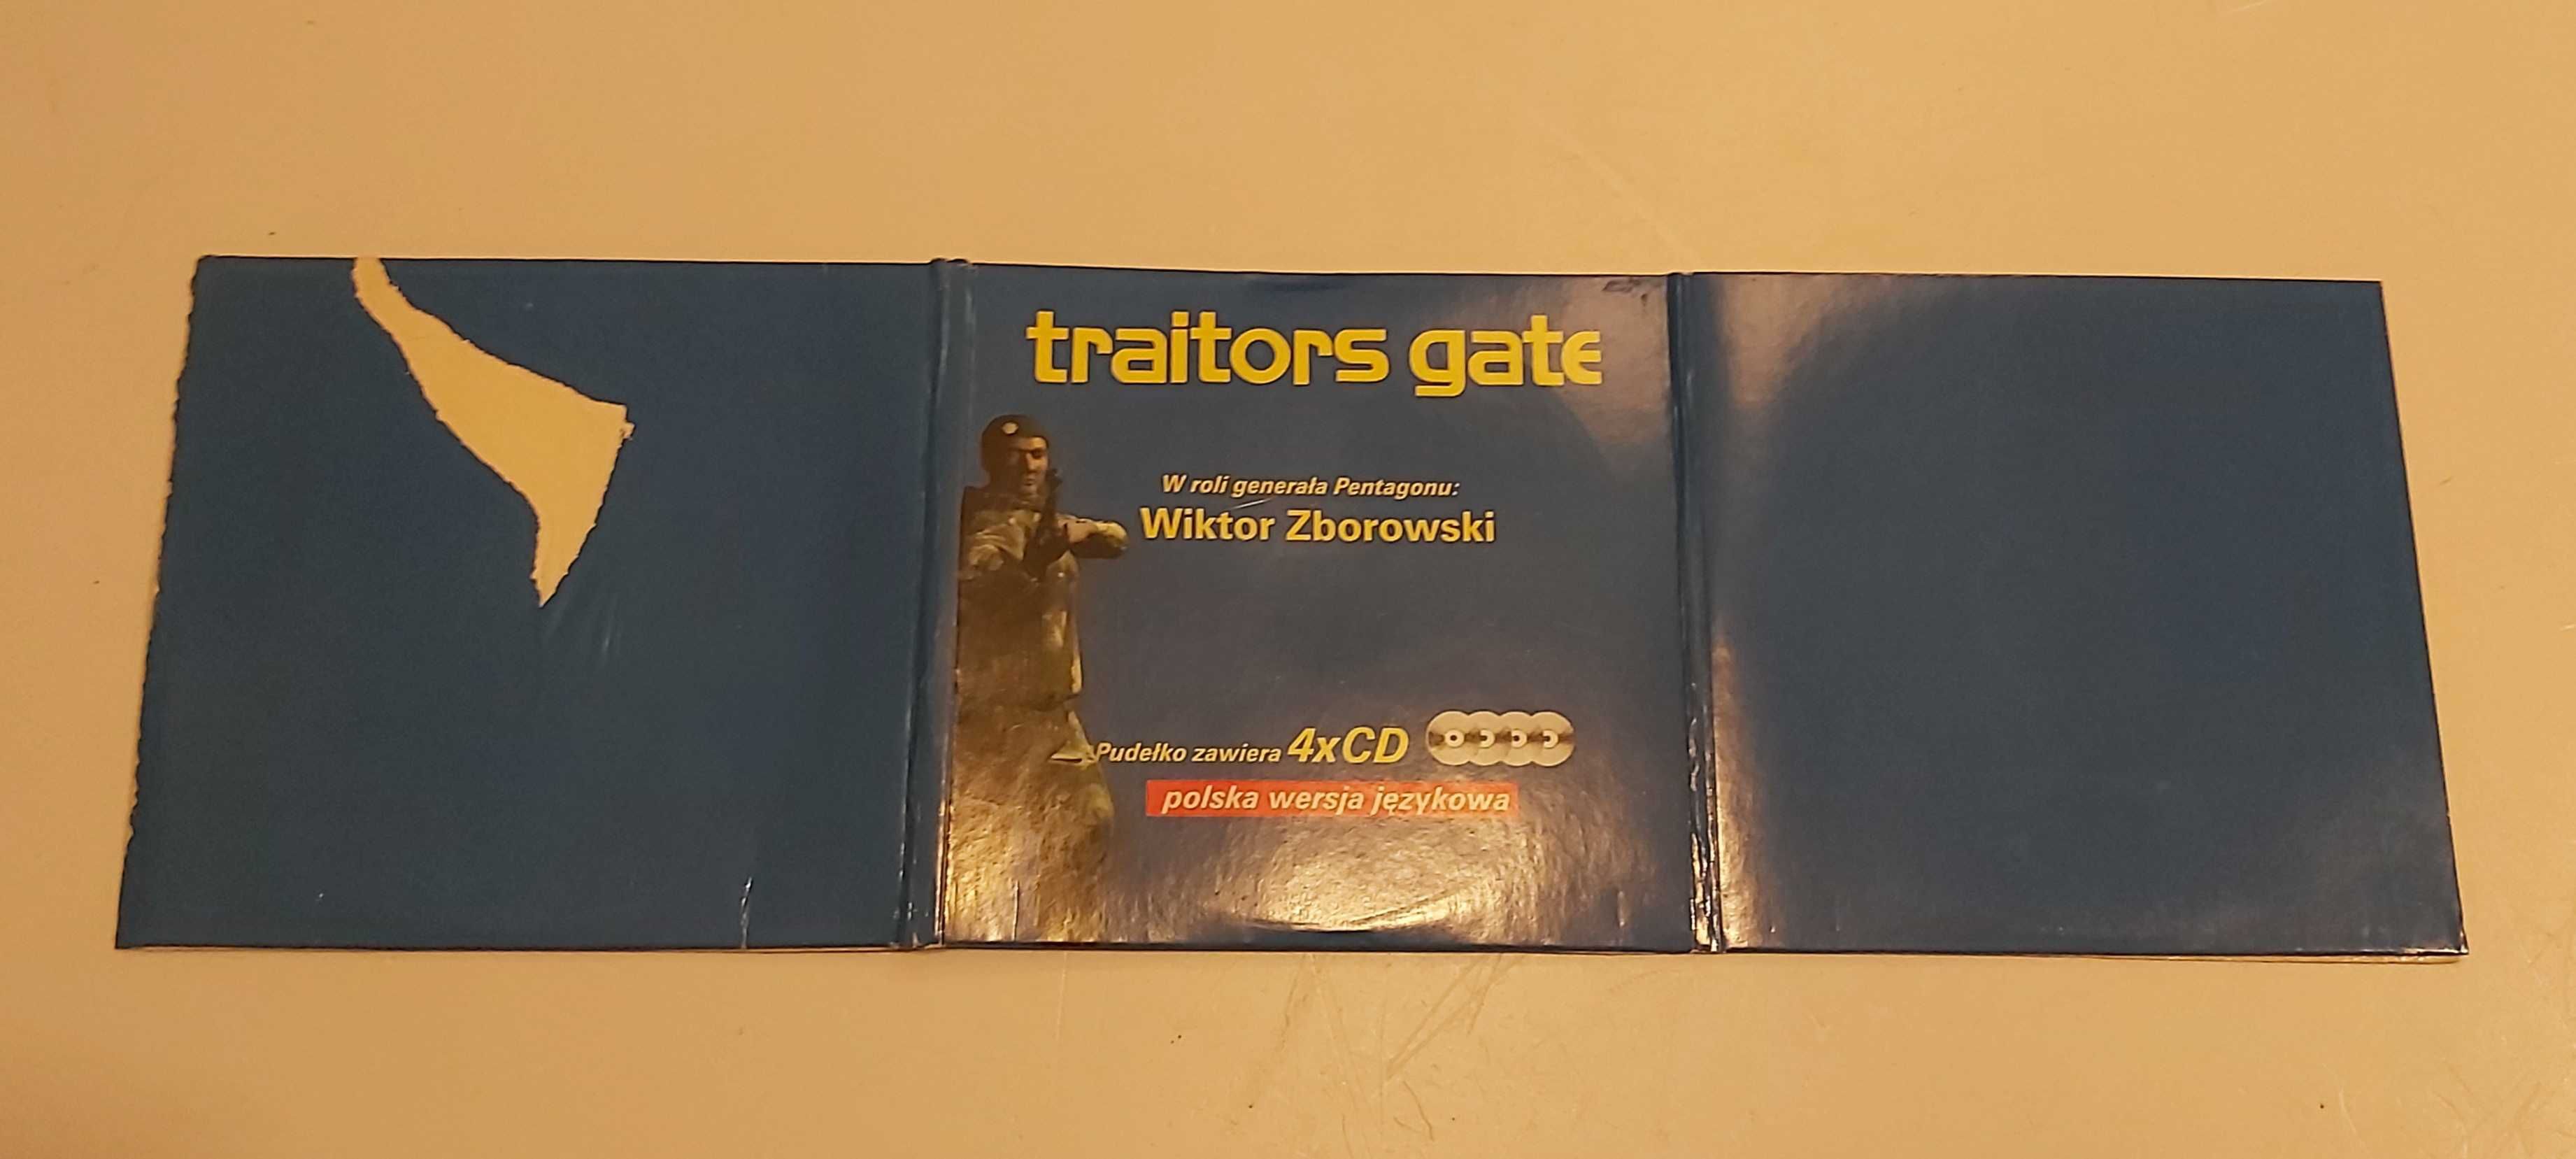 traitors gate
W roli generała Pentagonu:
Wiktor Zborowski
Pudełko zawiera 4xCD
polska wersja językowa